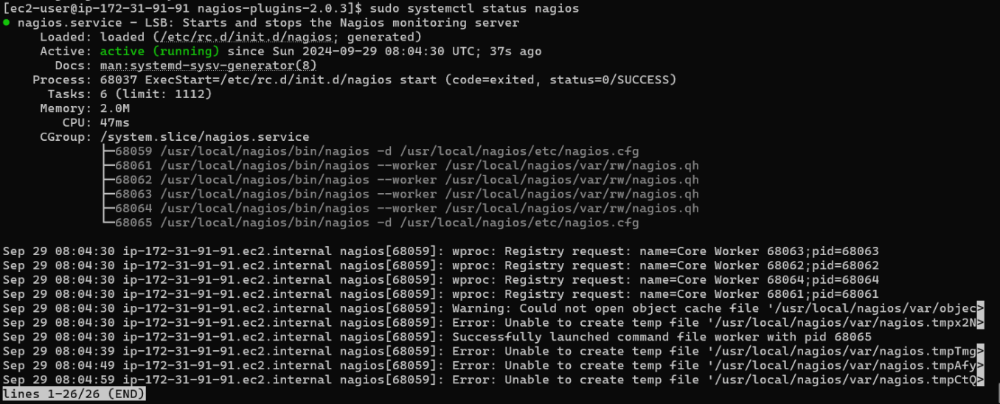 [ec2-user@ip-172-31-91-91 nagios-plugins-2.0.3]$ sudo systemctl status nagios
● nagios.service - LSB: Starts and stops the Nagios monitoring server
     Loaded: loaded (/etc/rc.d/init.d/nagios; generated)
     Active: active (running) since Sun 2024-09-29 08:04:30 UTC; 37s ago
       Docs: man:systemd-sysv-generator(8)
    Process: 68037 ExecStart=/etc/rc.d/init.d/nagios start (code=exited, status=0/SUCCESS)
      Tasks: 6 (limit: 1112)
     Memory: 2.0M
        CPU: 47ms
     CGroup: /system.slice/nagios.service
             ├─68059 /usr/local/nagios/bin/nagios -d /usr/local/nagios/etc/nagios.cfg
             ├─68061 /usr/local/nagios/bin/nagios --worker /usr/local/nagios/var/rw/nagios.qh
             ├─68062 /usr/local/nagios/bin/nagios --worker /usr/local/nagios/var/rw/nagios.qh
             ├─68063 /usr/local/nagios/bin/nagios --worker /usr/local/nagios/var/rw/nagios.qh
             ├─68064 /usr/local/nagios/bin/nagios --worker /usr/local/nagios/var/rw/nagios.qh
             └─68065 /usr/local/nagios/bin/nagios -d /usr/local/nagios/etc/nagios.cfg
Sep 29 08:04:30 ip-172-31-91-91.ec2.internal nagios[68059]: wproc: Registry request: name=Core Worker 68063;pid=68063
Sep 29 08:04:30 ip-172-31-91-91.ec2.internal nagios[68059]: wproc: Registry request: name=Core Worker 68062;pid=68062
Sep 29 08:04:30 ip-172-31-91-91.ec2.internal nagios[68059]: wproc: Registry request: name=Core Worker 68064;pid=68064
Sep 29 08:04:30 ip-172-31-91-91.ec2.internal nagios[68059]: wproc: Registry request: name=Core Worker 68061;pid=68061
Sep 29 08:04:30 ip-172-31-91-91.ec2.internal nagios[68059]: Warning: Could not open object cache file '/usr/local/nagios/var/objec>
Sep 29 08:04:30 ip-172-31-91-91.ec2.internal nagios[68059]: Error: Unable to create temp file '/usr/local/nagios/var/nagios.tmpx2N>
Sep 29 08:04:30 ip-172-31-91-91.ec2.internal nagios[68059]: Successfully launched command file worker with pid 68065
Sep 29 08:04:39 ip-172-31-91-91.ec2.internal nagios[68059]: Error: Unable to create temp file '/usr/local/nagios/var/nagios.tmpTmg>
Sep 29 08:04:49 ip-172-31-91-91.ec2.internal nagios[68059]: Error: Unable to create temp file '/usr/local/nagios/var/nagios.tmpAfy>
Sep 29 08:04:59 ip-172-31-91-91.ec2.internal nagios[68059]: Error: Unable to create temp file '/usr/local/nagios/var/nagios.tmpCtQ>
lines 1-26/26 (END)